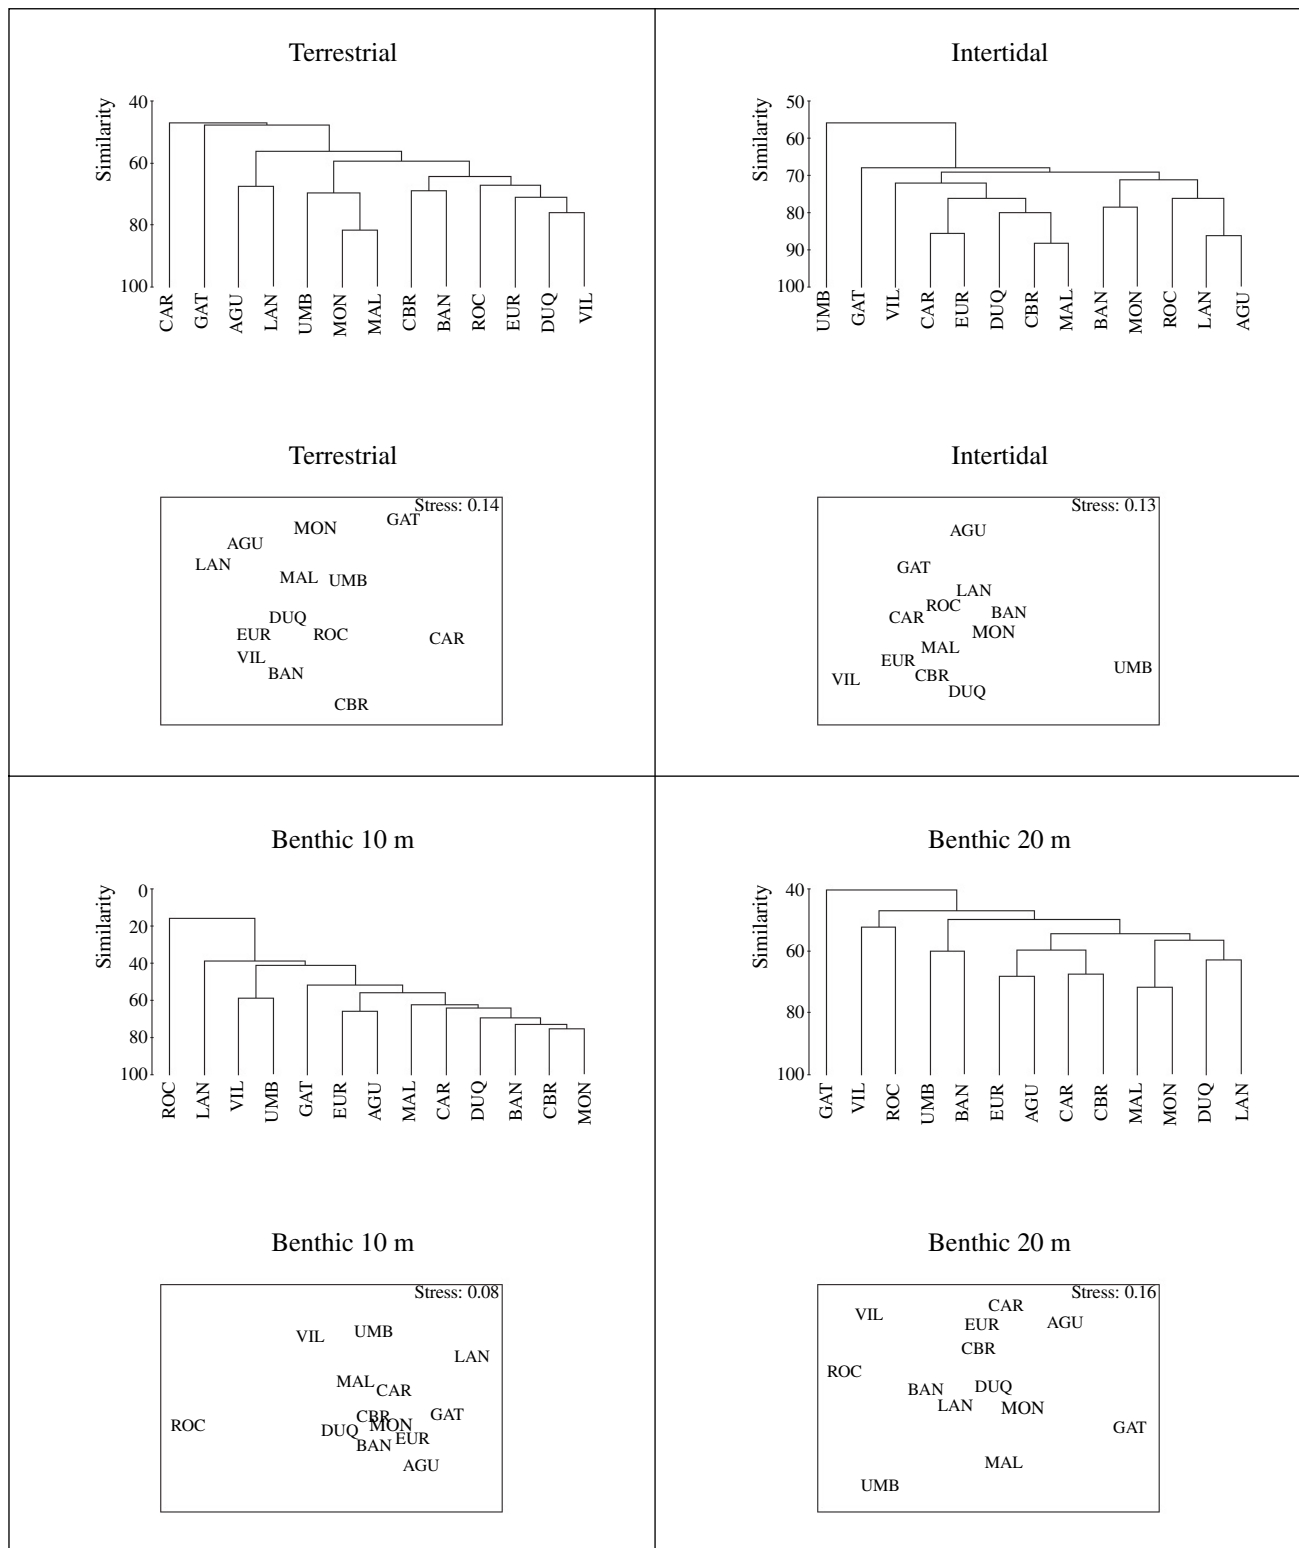 Terrestrial
Similarity
40
60
80
100
CAR GAT AGU LAN UMB MON MAL CBR BAN ROC EUR DUQ VIL
Intertidal
Similarity
50
60
70
80
90
100
UMB GAT VIL CAR EUR DUQ CBR MAL BAN MON ROC LAN AGU
Terrestrial
Stress: 0.14
GAT
MON
AGU
LAN
MAL UMB
DUQ
EUR ROC CAR
VIL
BAN
CBR
Intertidal
Stress: 0.13
AGU
GAT
LAN
ROC
BAN
CAR
MON
MAL
EUR
UMB
CBR
VIL
DUQ
Benthic 10 m
Similarity
0
20
40
60
80
100
ROC LAN VIL UMB GAT EUR AGU MAL CAR DUQ BAN CBR MON
Benthic 20 m
Similarity
40
60
80
100
GAT VIL ROC UMB BAN EUR AGU CAR CBR MAL MON DUQ LAN
Benthic 10 m
Stress: 0.08
UMB
VIL
LAN
MAL
CAR
GAT
CBR
MON
ROC
DUQ
EUR
BAN
AGU
Benthic 20 m
Stress: 0.16
CAR
VIL
AGU
EUR
CBR
ROC
DUQ
BAN
LAN
MON
GAT
MAL
UMB